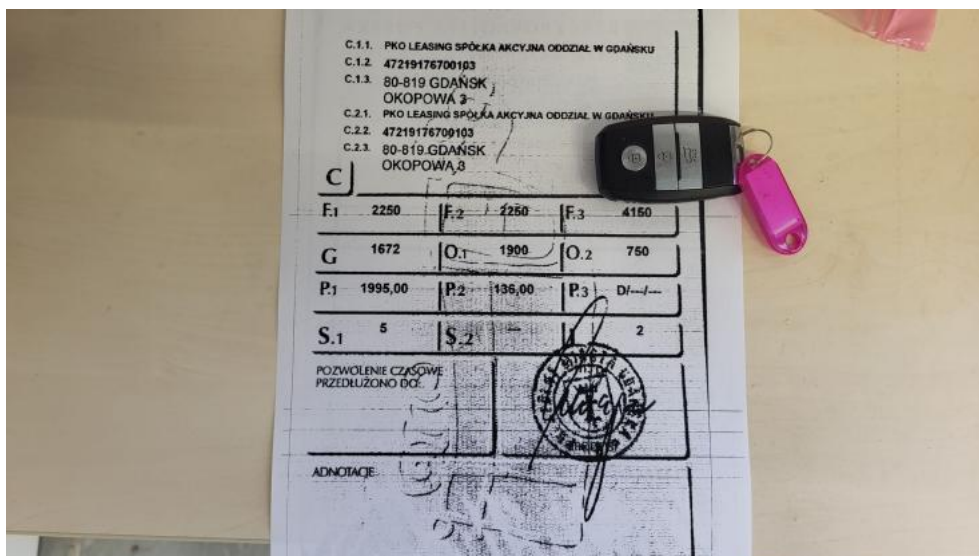 C.1.1. PKO LEASING SPÓŁKA AKCYJNA ODDZIAŁ W GDAŃSKU
C.1.2. 47219176700103
C.1.3. 80-819 GDAŃSK
OKOPOWA 3
C.2.1. PKO LEASING SPÓŁKA AKCYJNA ODDZIAŁ W GDAŃSKU
C.2.2. 47219176700103
C.2.3. 80-819 GDAŃSK
OKOPOWA 3
C
F.1 2250 F.2 2250 F.3 4150
G 1672 O.1 1900 O.2 750
P.1 1995,00 P.2 136,00 P.3 D/---/---
S.1 5 S.2 --- 2
POZWOLENIE CZASOWE
PRZEDŁUŻONO DO:
ADNOTACJE